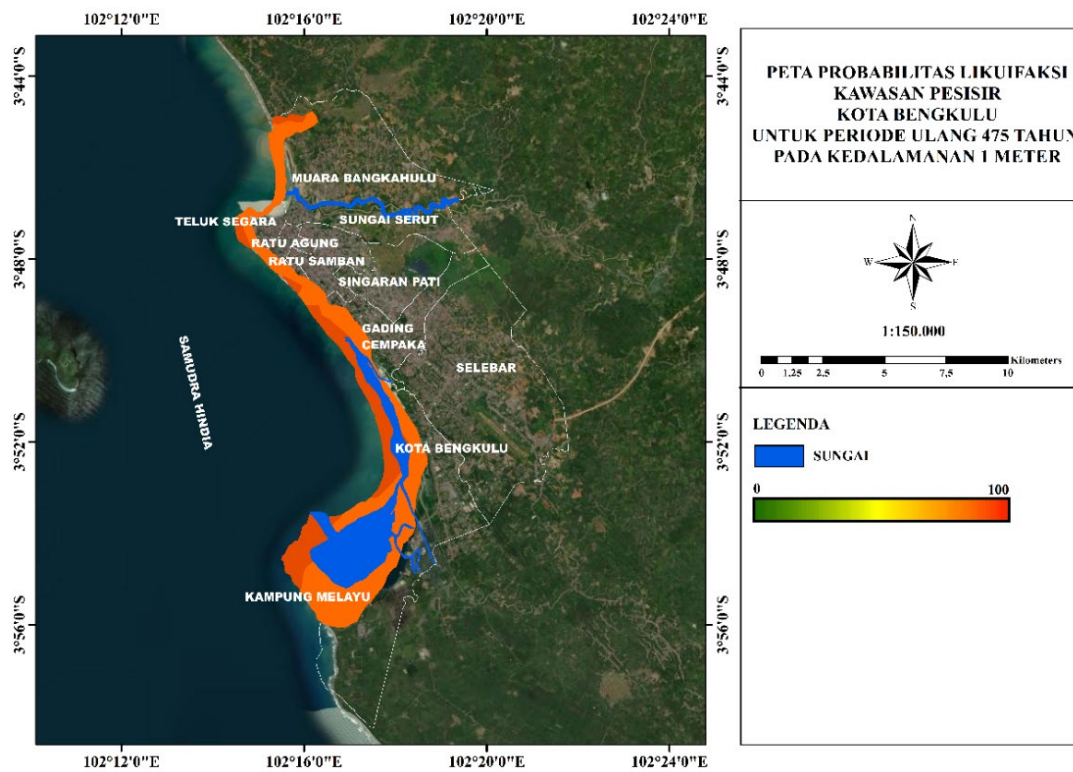 102°12'0"E 102°16'0"E 102°20'0"E 102°24'0"E
3°44'0"S
3°48'0"S
3°52'0"S
3°56'0"S
MUARA BANGKAHULU
SUNGAI SERUT
TELUK SEGARA
RATU AGUNG
RATU SAMBAN
SINGARAN PATI
GADING
CEMPAKA
SELEBAR
SAMUDRA HINDIA
KOTA BENGKULU
KAMPUNG MELAYU
3°44'0"S
3°48'0"S
3°52'0"S
3°56'0"S
102°12'0"E 102°16'0"E 102°20'0"E 102°24'0"E
PETA PROBABILITAS LIKUIFAKSI
KAWASAN PESISIR
KOTA BENGKULU
UNTUK PERIODE ULANG 475 TAHUN
PADA KEDALAMANAN 1 METER
N
W E
S
1:150.000
Kilometers
0 1,25 2,5 5 7,5 10
LEGENDA
SUNGAI
0 100